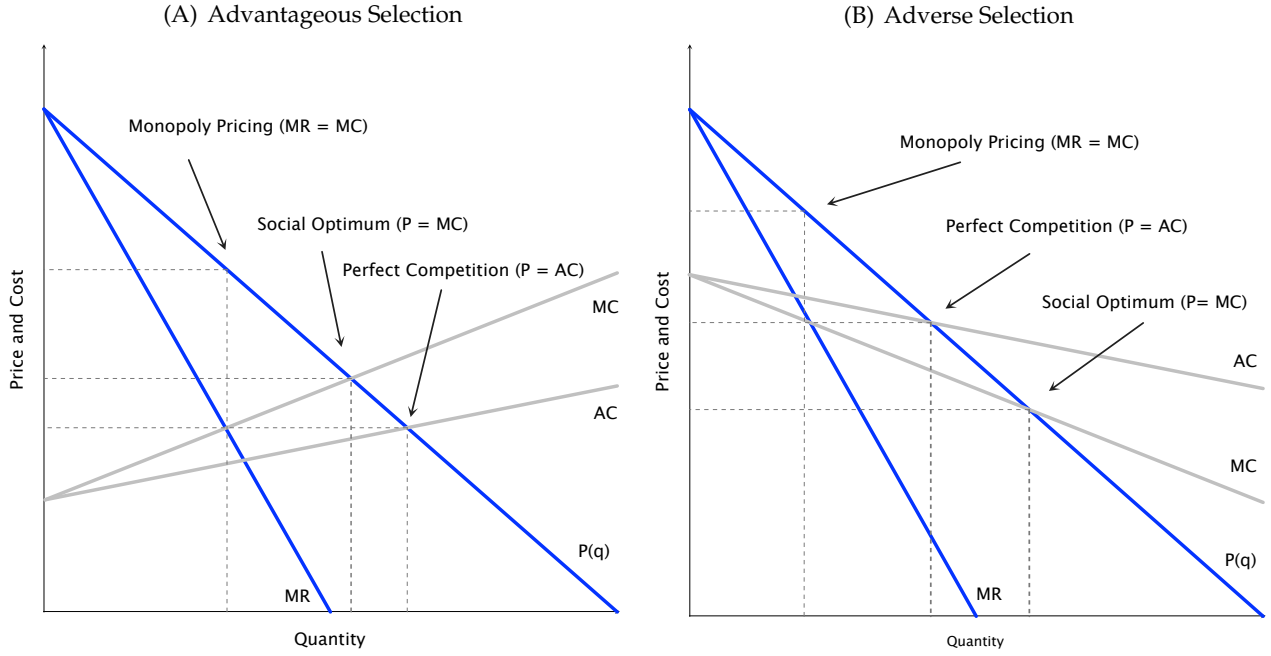 (A) Advantageous Selection
Monopoly Pricing (MR = MC)
Social Optimum (P = MC)
Perfect Competition (P = AC)
MC
AC
P(q)
MR
Price and Cost
Quantity
(B) Adverse Selection
Monopoly Pricing (MR = MC)
Perfect Competition (P = AC)
Social Optimum (P= MC)
AC
MC
P(q)
MR
Price and Cost
Quantity